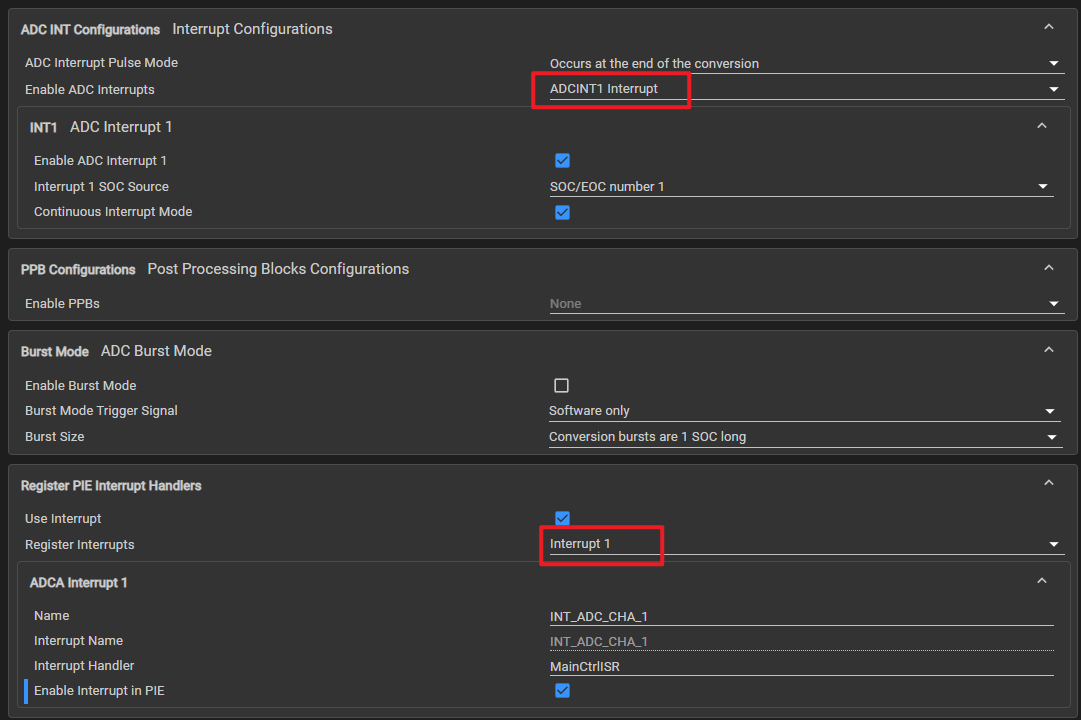 ADC INT Configurations Interrupt Configurations
ADC Interrupt Pulse Mode Occurs at the end of the conversion
Enable ADC Interrupts ADCINT1 Interrupt
INT1 ADC Interrupt 1
Enable ADC Interrupt 1
Interrupt 1 SOC Source SOC/EOC number 1
Continuous Interrupt Mode
PPB Configurations Post Processing Blocks Configurations
Enable PPBs None
Burst Mode ADC Burst Mode
Enable Burst Mode
Burst Mode Trigger Signal Software only
Burst Size Conversion bursts are 1 SOC long
Register PIE Interrupt Handlers
Use Interrupt
Register Interrupts Interrupt 1
ADCA Interrupt 1
Name INT_ADC_CHA_1
Interrupt Name INT_ADC_CHA_1
Interrupt Handler MainCtrlISR
Enable Interrupt in PIE